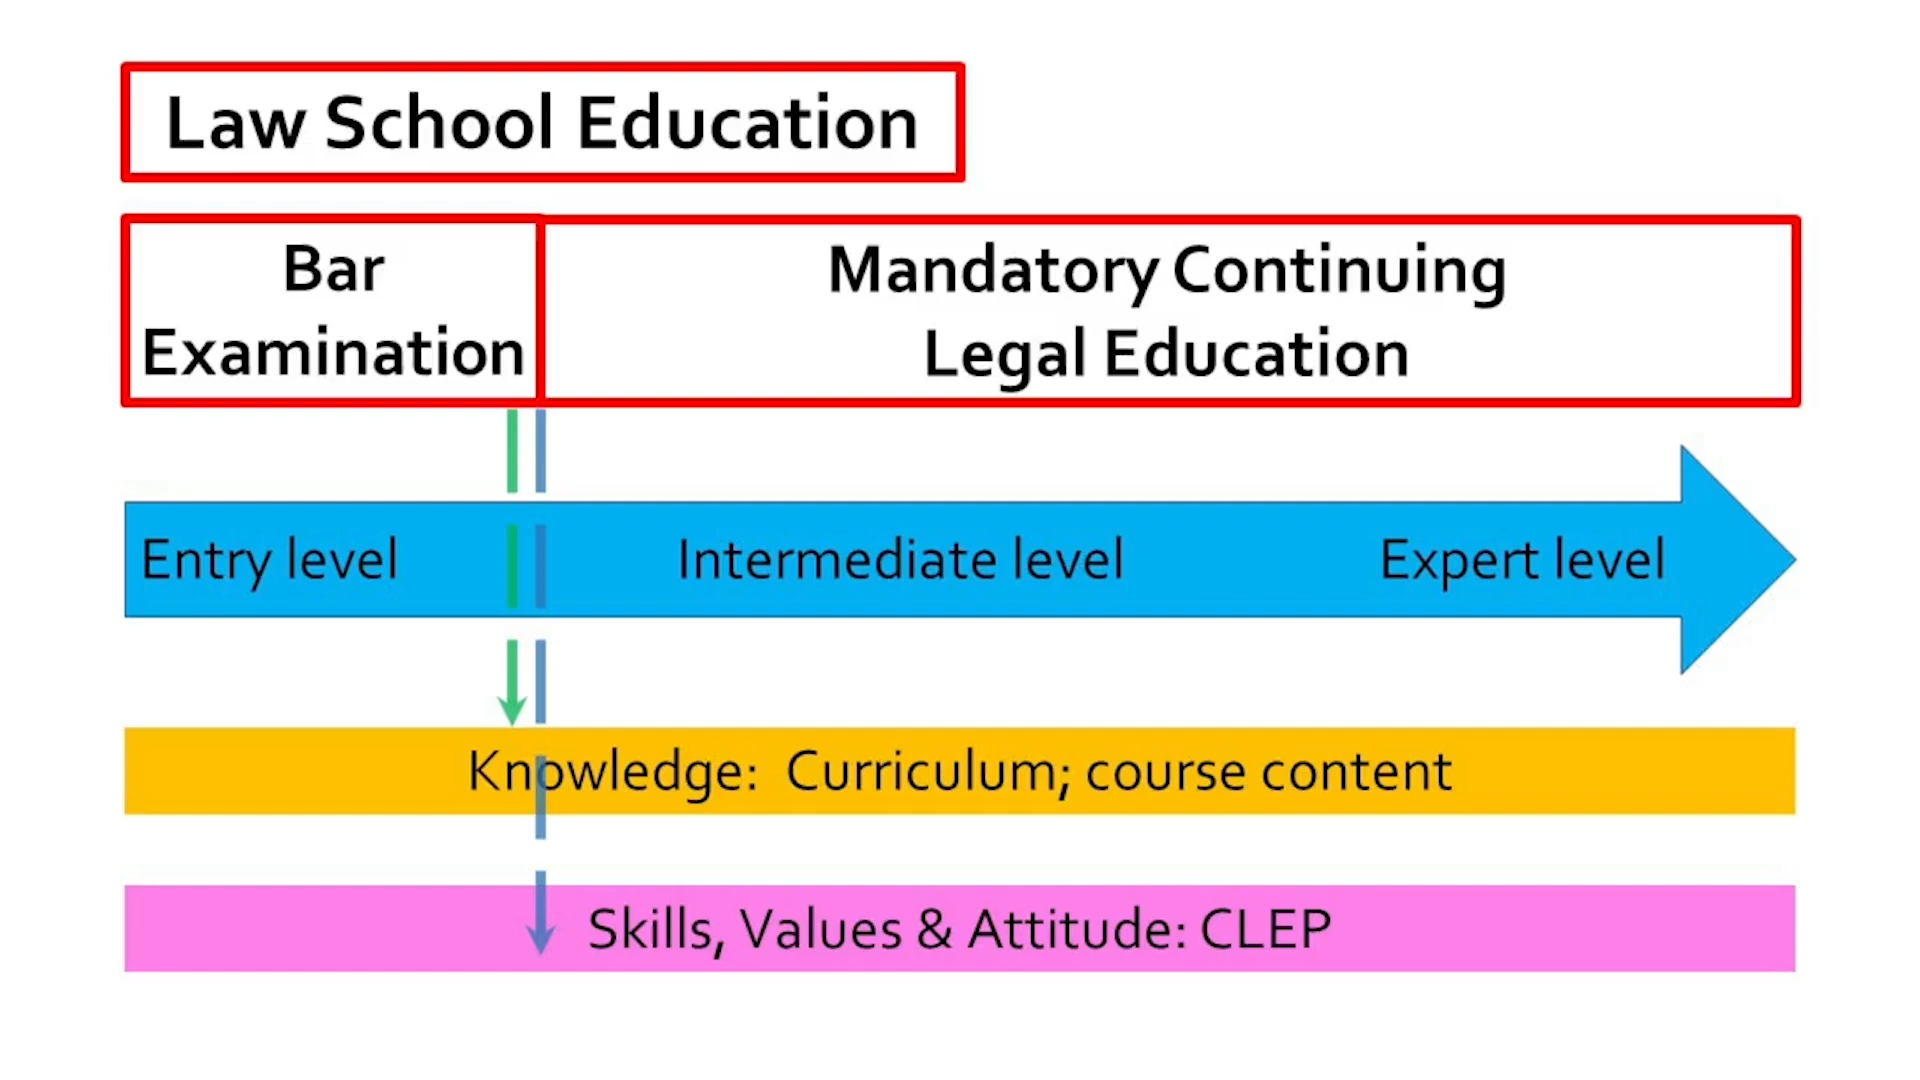 Law School Education
Bar
Examination
Mandatory Continuing
Legal Education
Entry level
Intermediate level
Expert level
Knowledge: Curriculum; course content
Skills, Values & Attitude: CLEP